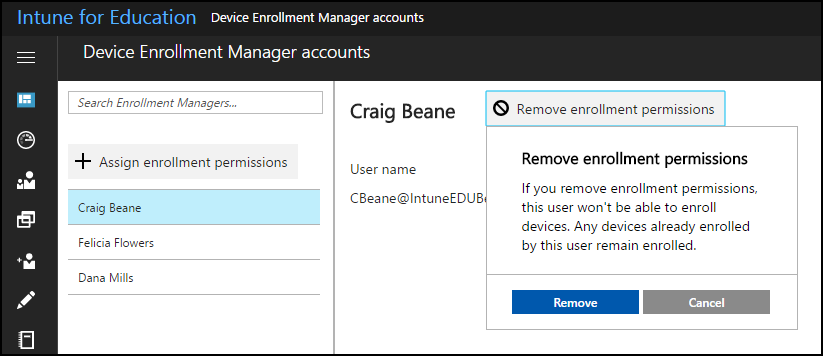 Intune for Education Device Enrollment Manager accounts
Device Enrollment Manager accounts
Search Enrollment Managers...
Assign enrollment permissions
Craig Beane
Felicia Flowers
Dana Mills
Craig Beane
Remove enrollment permissions
User name
CBeane@IntuneEDUBe
Remove enrollment permissions
If you remove enrollment permissions,
this user won't be able to enroll
devices. Any devices already enrolled
by this user remain enrolled.
Remove
Cancel